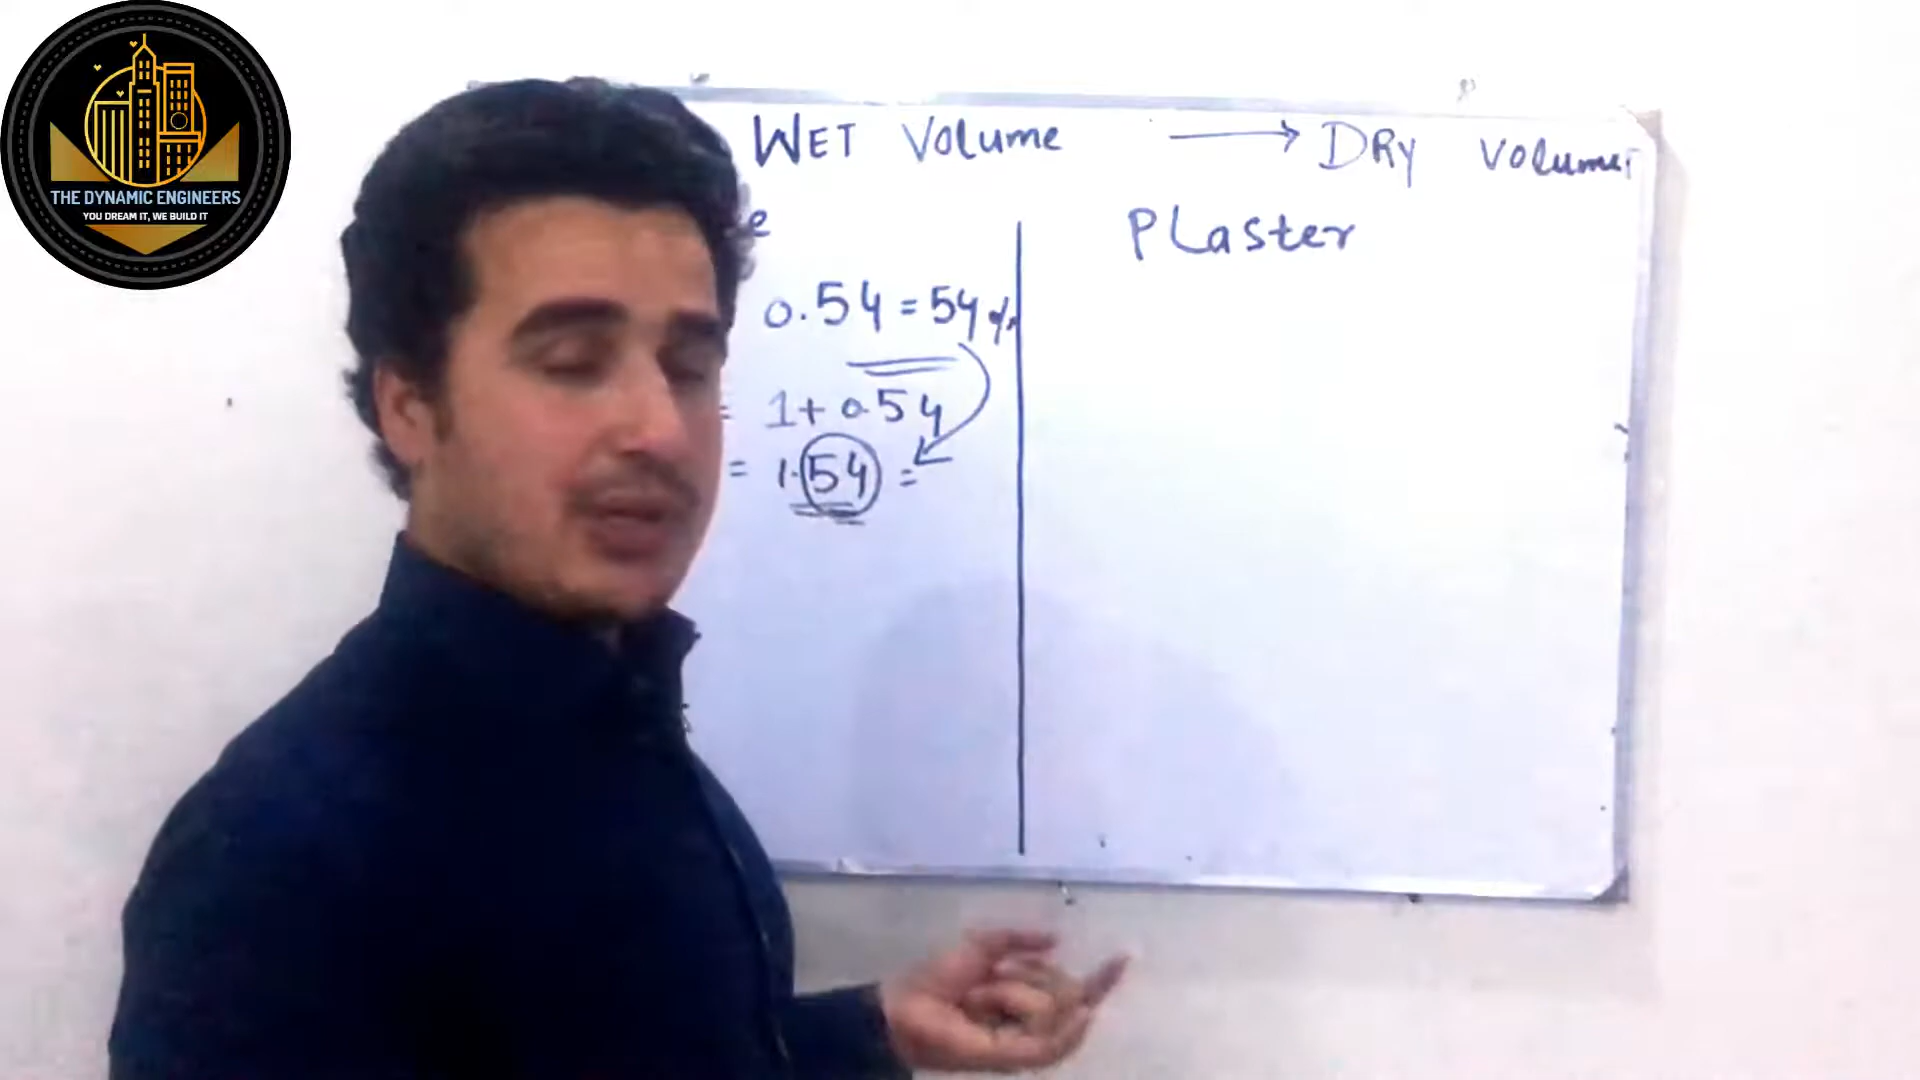 THE DYNAMIC ENGINEERS
YOU DREAM IT, WE BUILD IT
WET Volume → DRY Volume
e
PLaster
0.54 = 54 %
= 1 + 0.54
= 1.54 =